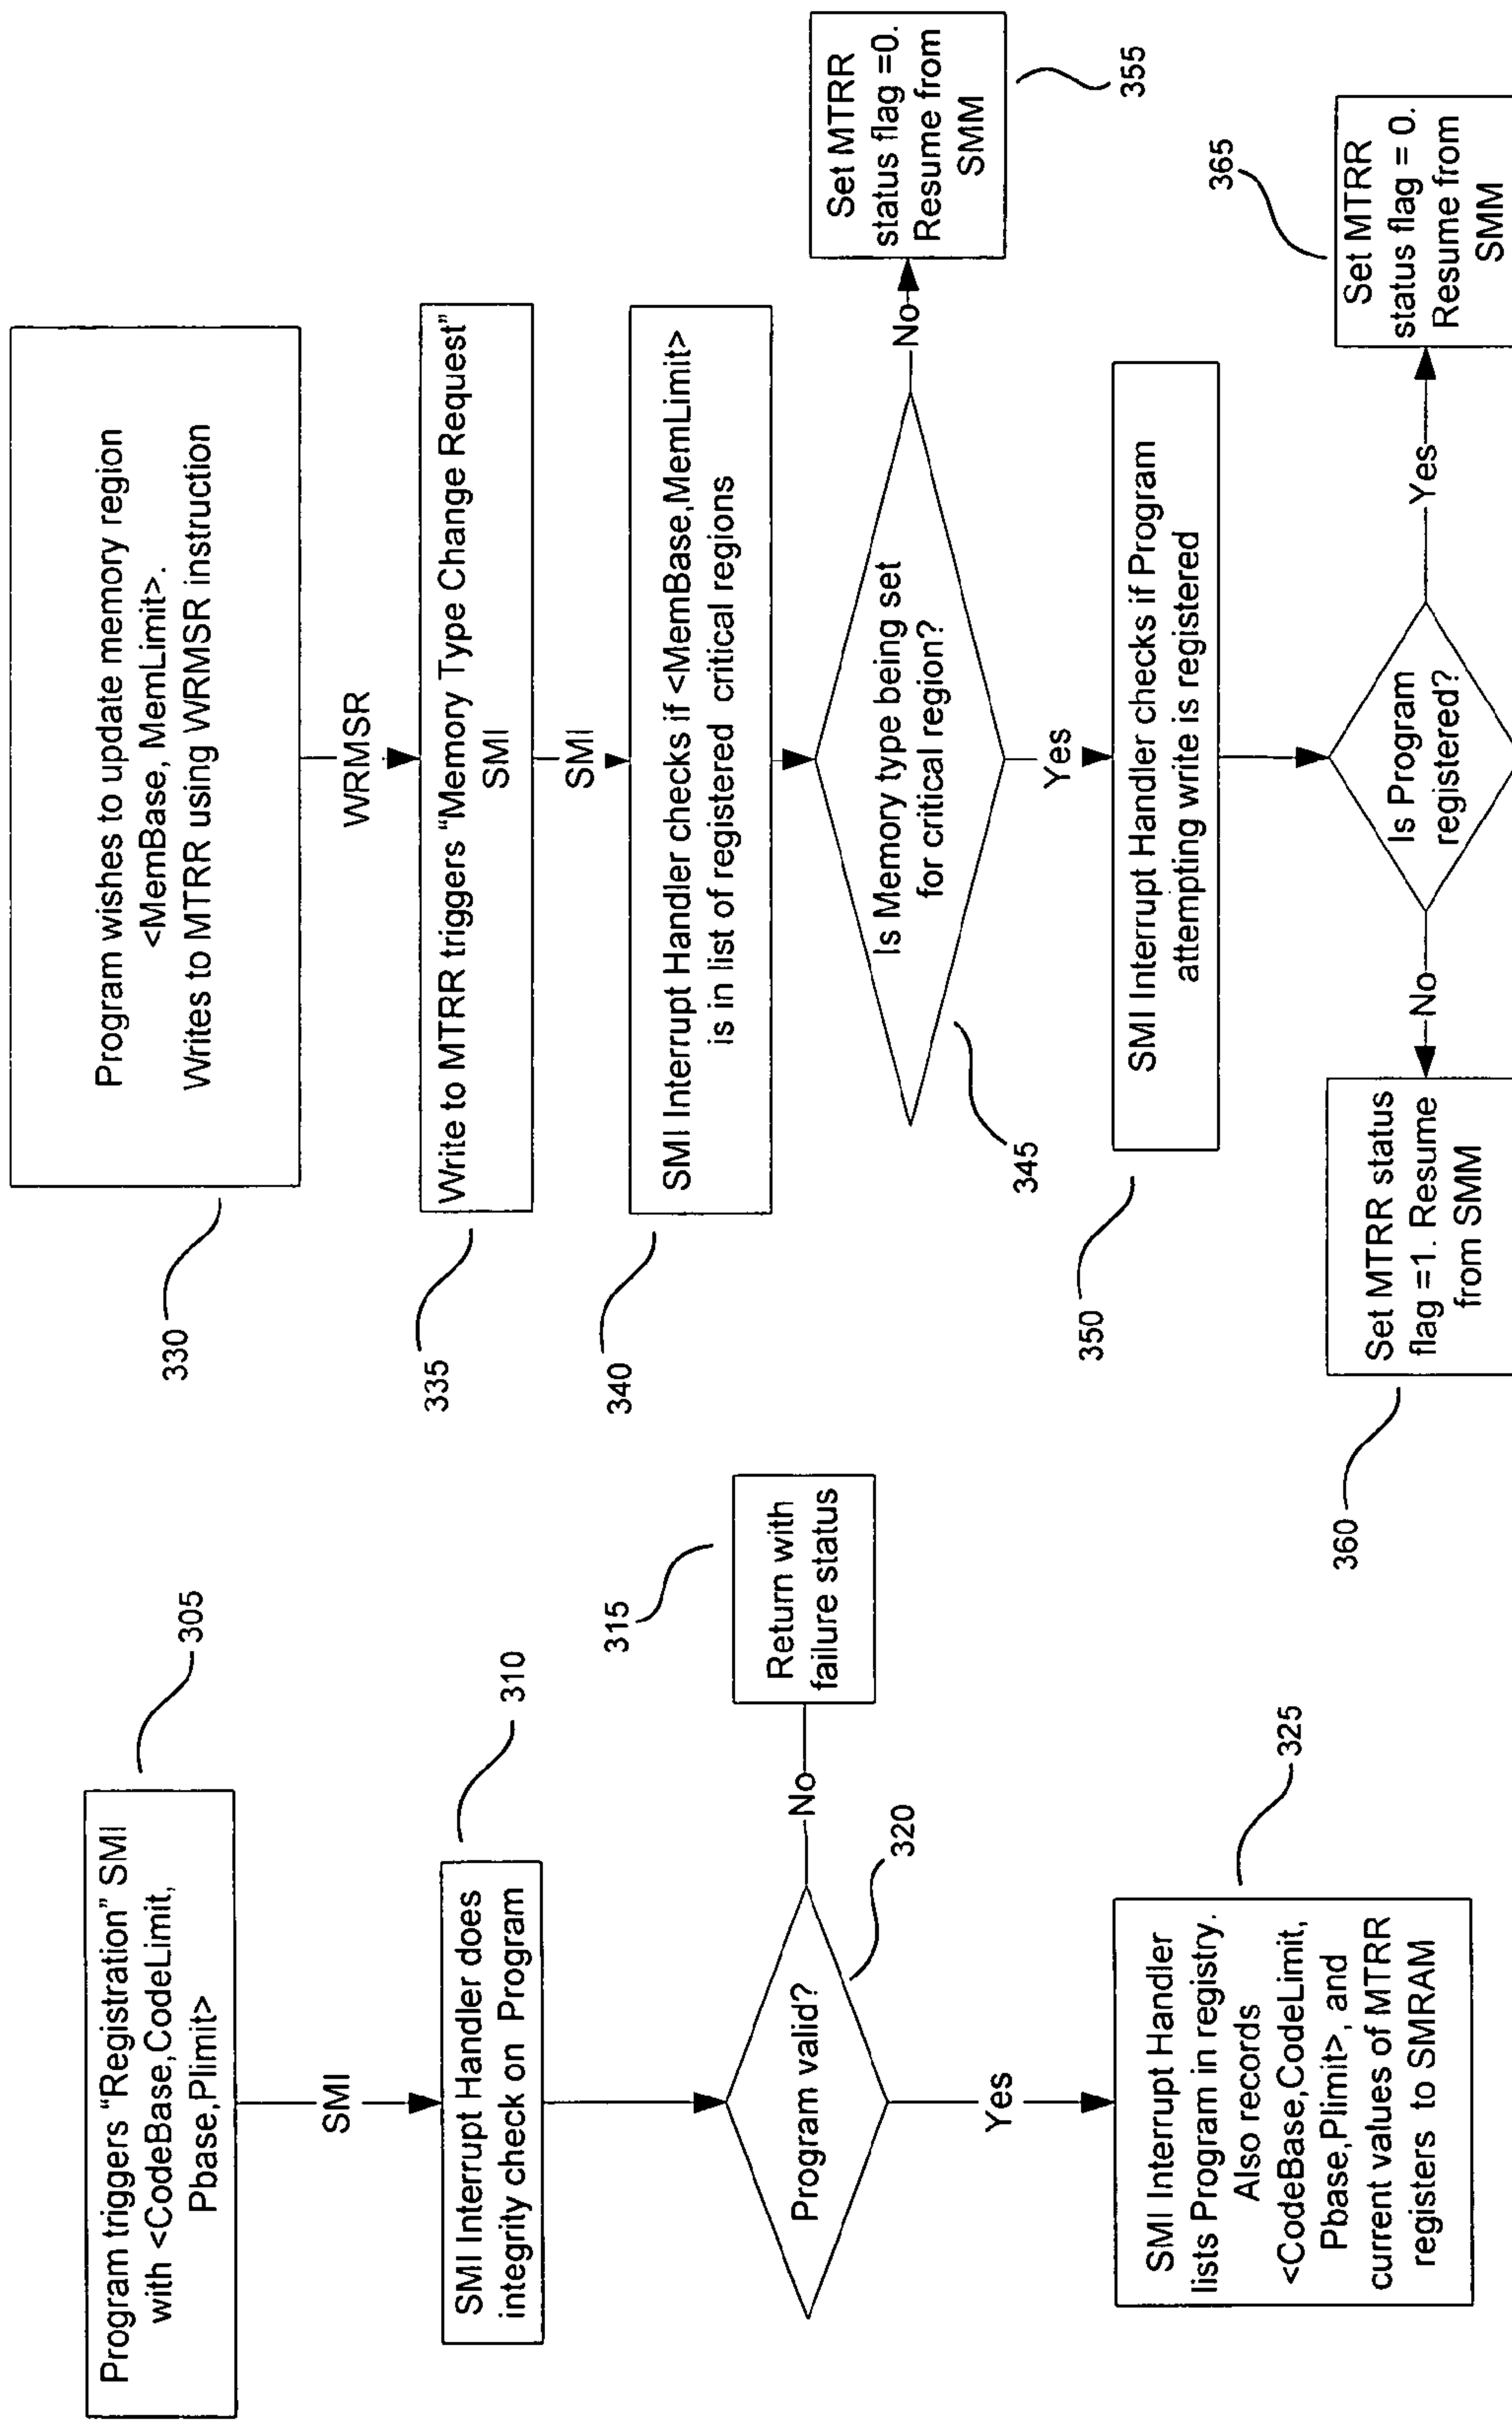 Program triggers “Registration” SMI
with <CodeBase,CodeLimit,
Pbase,Plimit>
305
SMI
SMI Interrupt Handler does
integrity check on  Program
310
Program valid?
320
No
Return with
failure status
315
Yes
SMI Interrupt Handler
lists Program in registry.
Also records
<CodeBase,CodeLimit,
Pbase,Plimit>, and
current values of MTRR
registers  to SMRAM
325
Program wishes to update memory region
<MemBase, MemLimit>.
Writes to MTRR using WRMSR instruction
330
WRMSR
Write to MTRR triggers “Memory Type Change Request”
SMI
335
SMI
SMI Interrupt Handler checks if <MemBase,MemLimit>
is in list of registered  critical regions
340
Is Memory type being set
for critical region?
345
No
Set MTRR
status flag =0.
Resume from
SMM
355
Yes
SMI Interrupt Handler checks if Program
attempting write is registered
350
Is Program
registered?
No
Set MTRR status
flag =1. Resume
from SMM
360
Yes
Set MTRR
status flag = 0.
Resume from
SMM
365